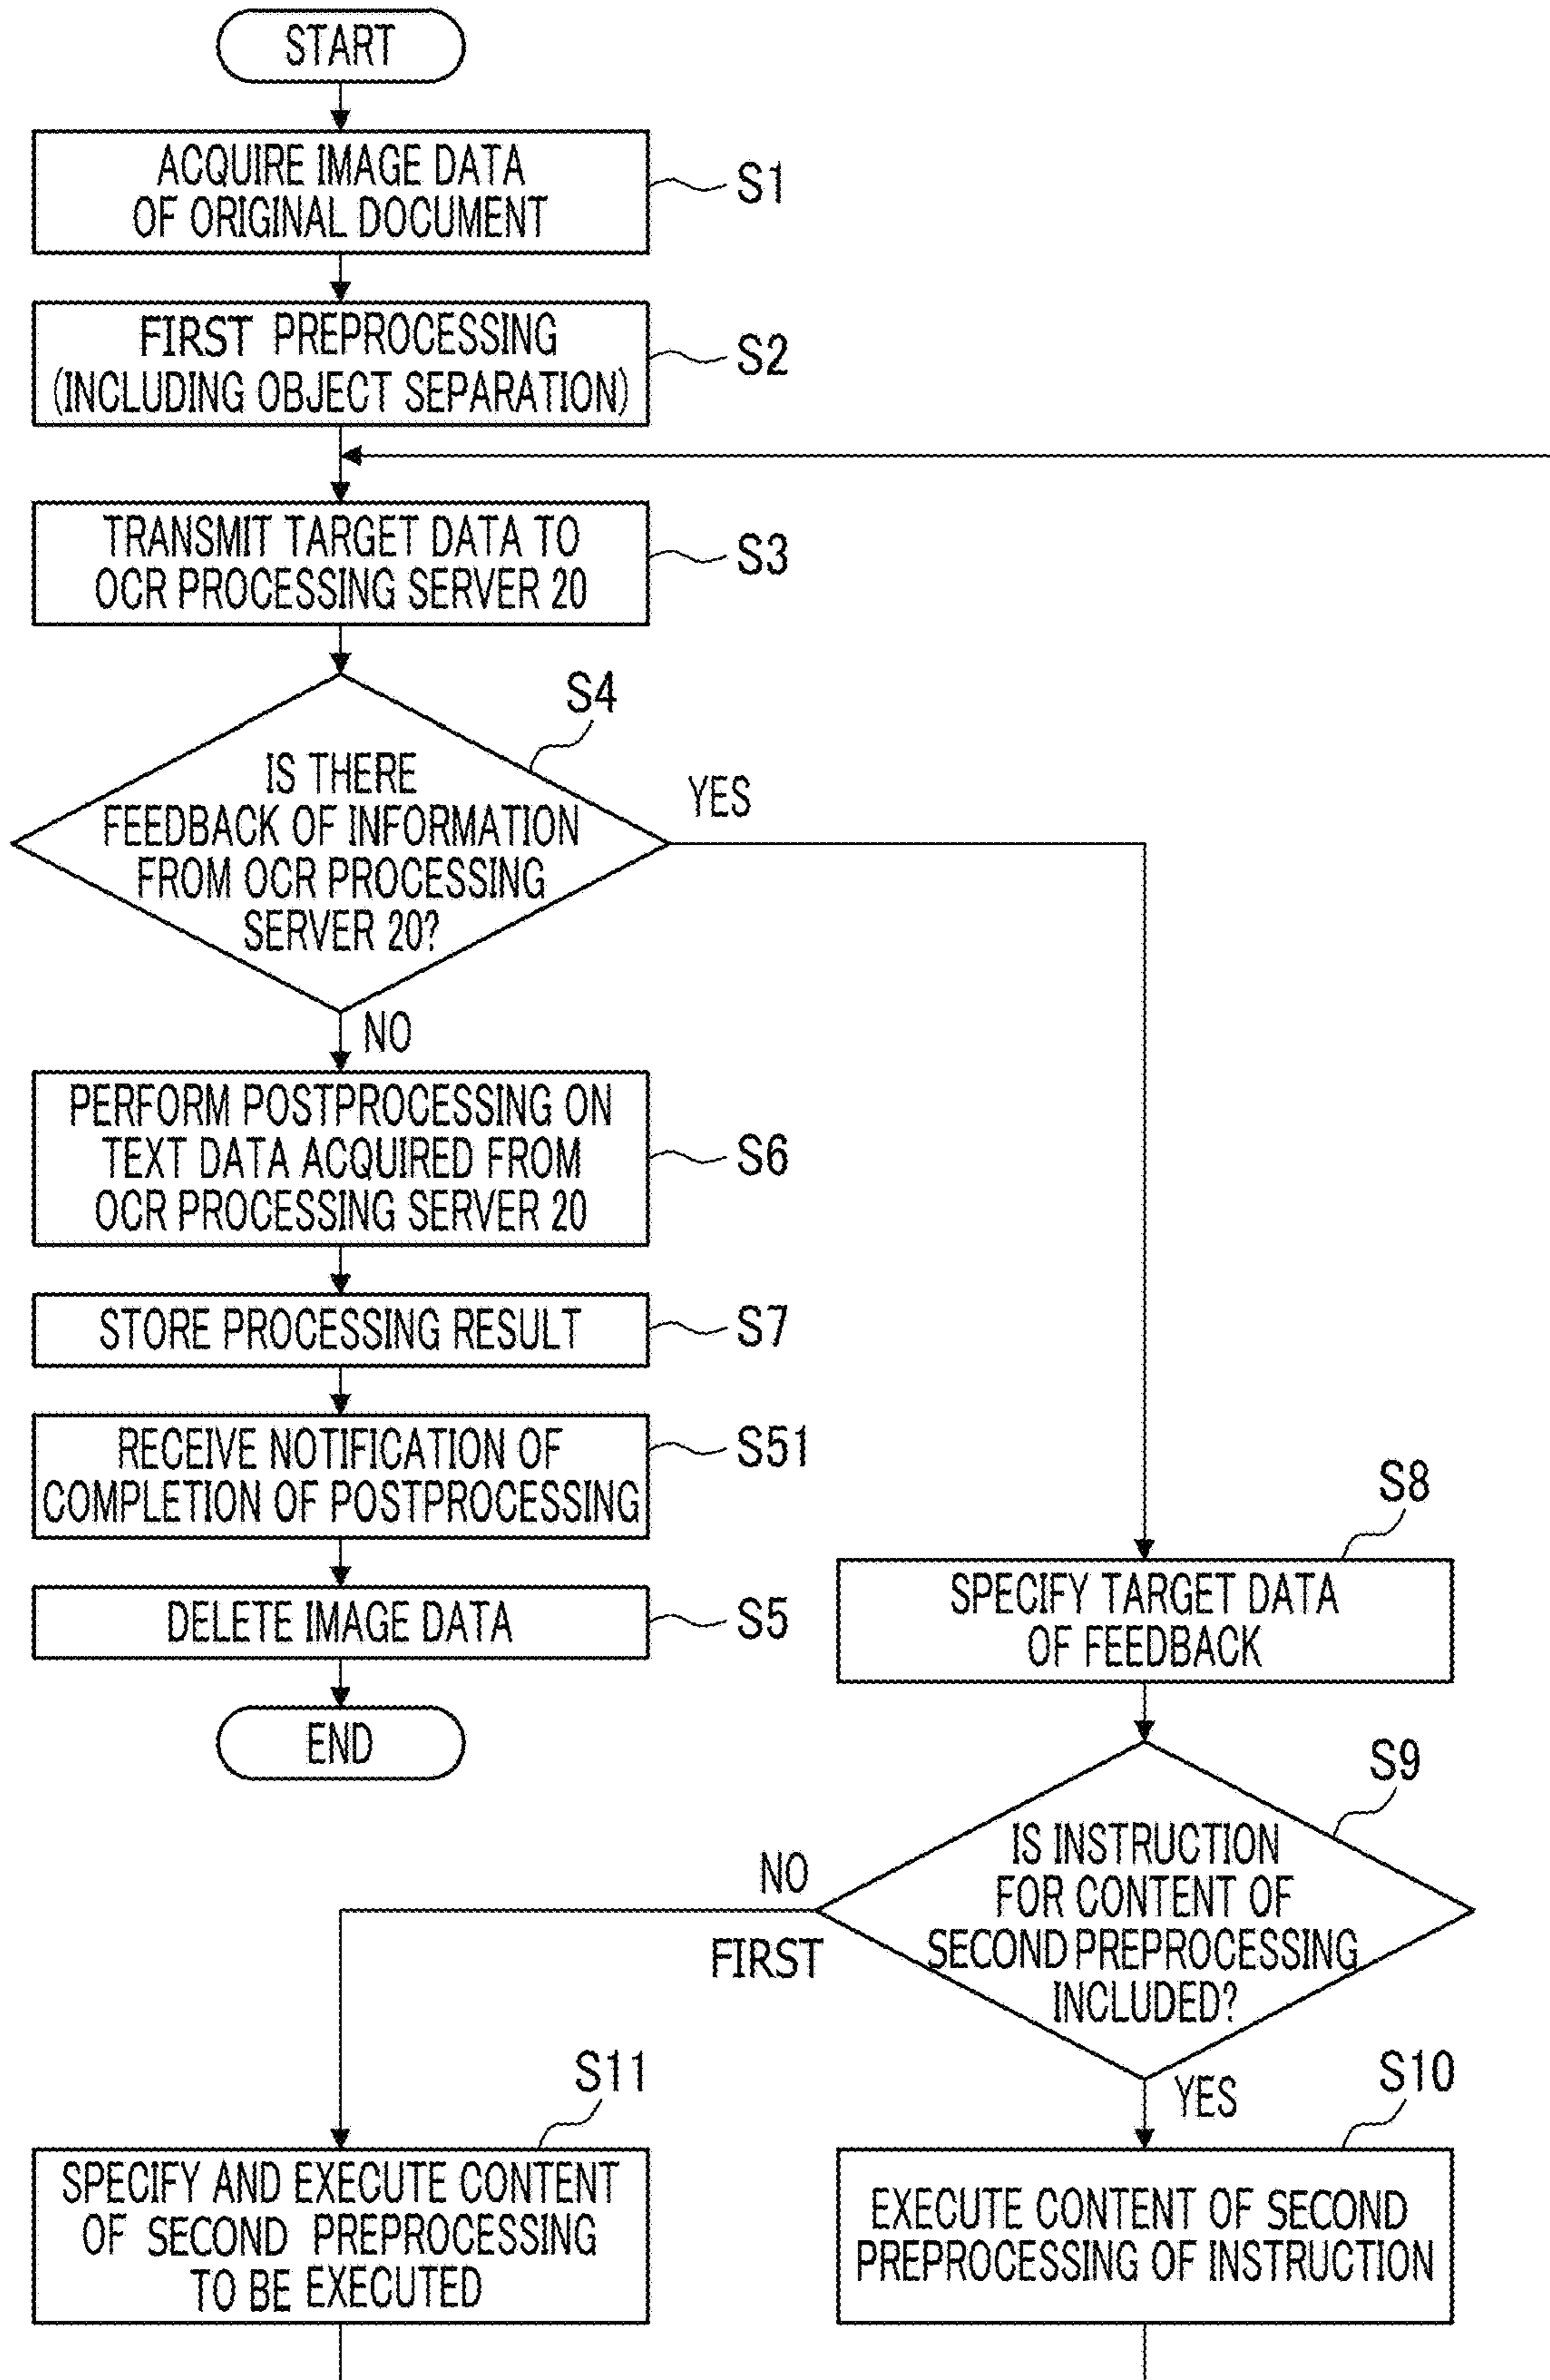 START
ACQUIRE IMAGE DATA
OF ORIGINAL DOCUMENT
S1
FIRST PREPROCESSING
(INCLUDING OBJECT SEPARATION)
S2
TRANSMIT TARGET DATA TO
OCR PROCESSING SERVER 20
S3
S4
IS THERE
FEEDBACK OF INFORMATION
FROM OCR PROCESSING
SERVER 20?
YES
NO
PERFORM POSTPROCESSING ON
TEXT DATA ACQUIRED FROM
OCR PROCESSING SERVER 20
S6
STORE PROCESSING RESULT
S7
RECEIVE NOTIFICATION OF
COMPLETION OF POSTPROCESSING
S51
DELETE IMAGE DATA
S5
END
S8
SPECIFY TARGET DATA
OF FEEDBACK
S9
IS INSTRUCTION
FOR CONTENT OF
SECOND PREPROCESSING
INCLUDED?
NO
FIRST
YES
S11
SPECIFY AND EXECUTE CONTENT
OF SECOND PREPROCESSING
TO BE EXECUTED
S10
EXECUTE CONTENT OF SECOND
PREPROCESSING OF INSTRUCTION